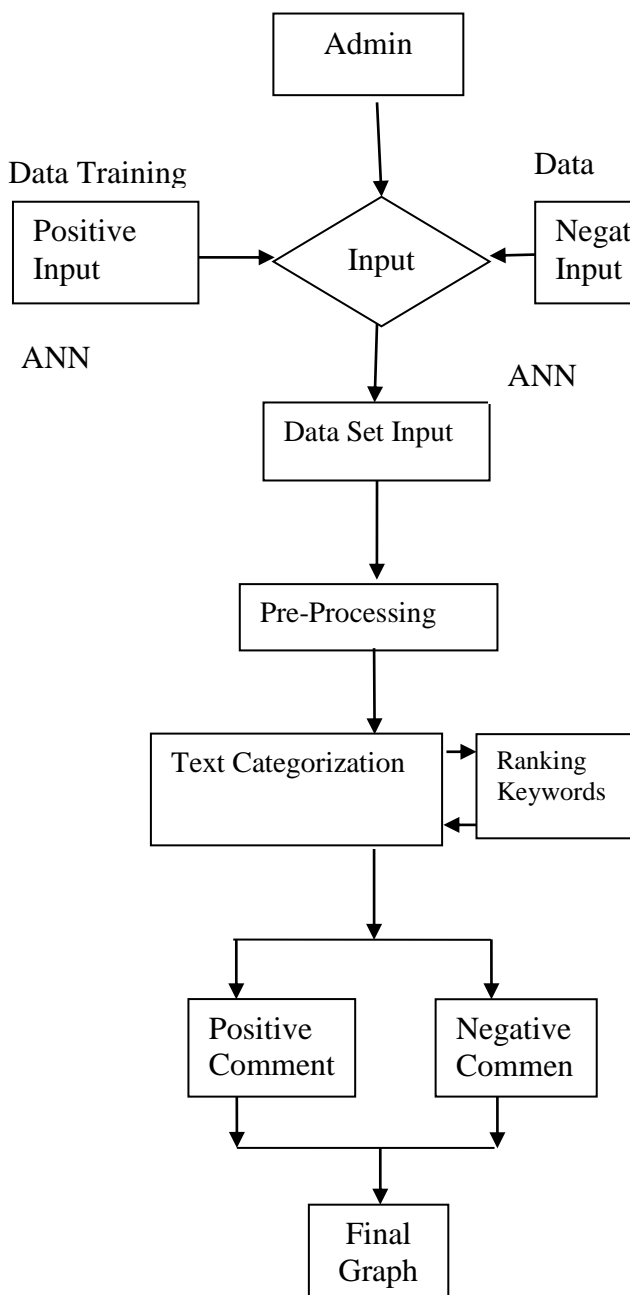 Admin
Data Training
Data
Positive
Input
Input
Negat
Input
ANN
ANN
Data Set Input
Pre-Processing
Text Categorization
Ranking
Keywords
Positive
Comment
Negative
Commen
Final
Graph